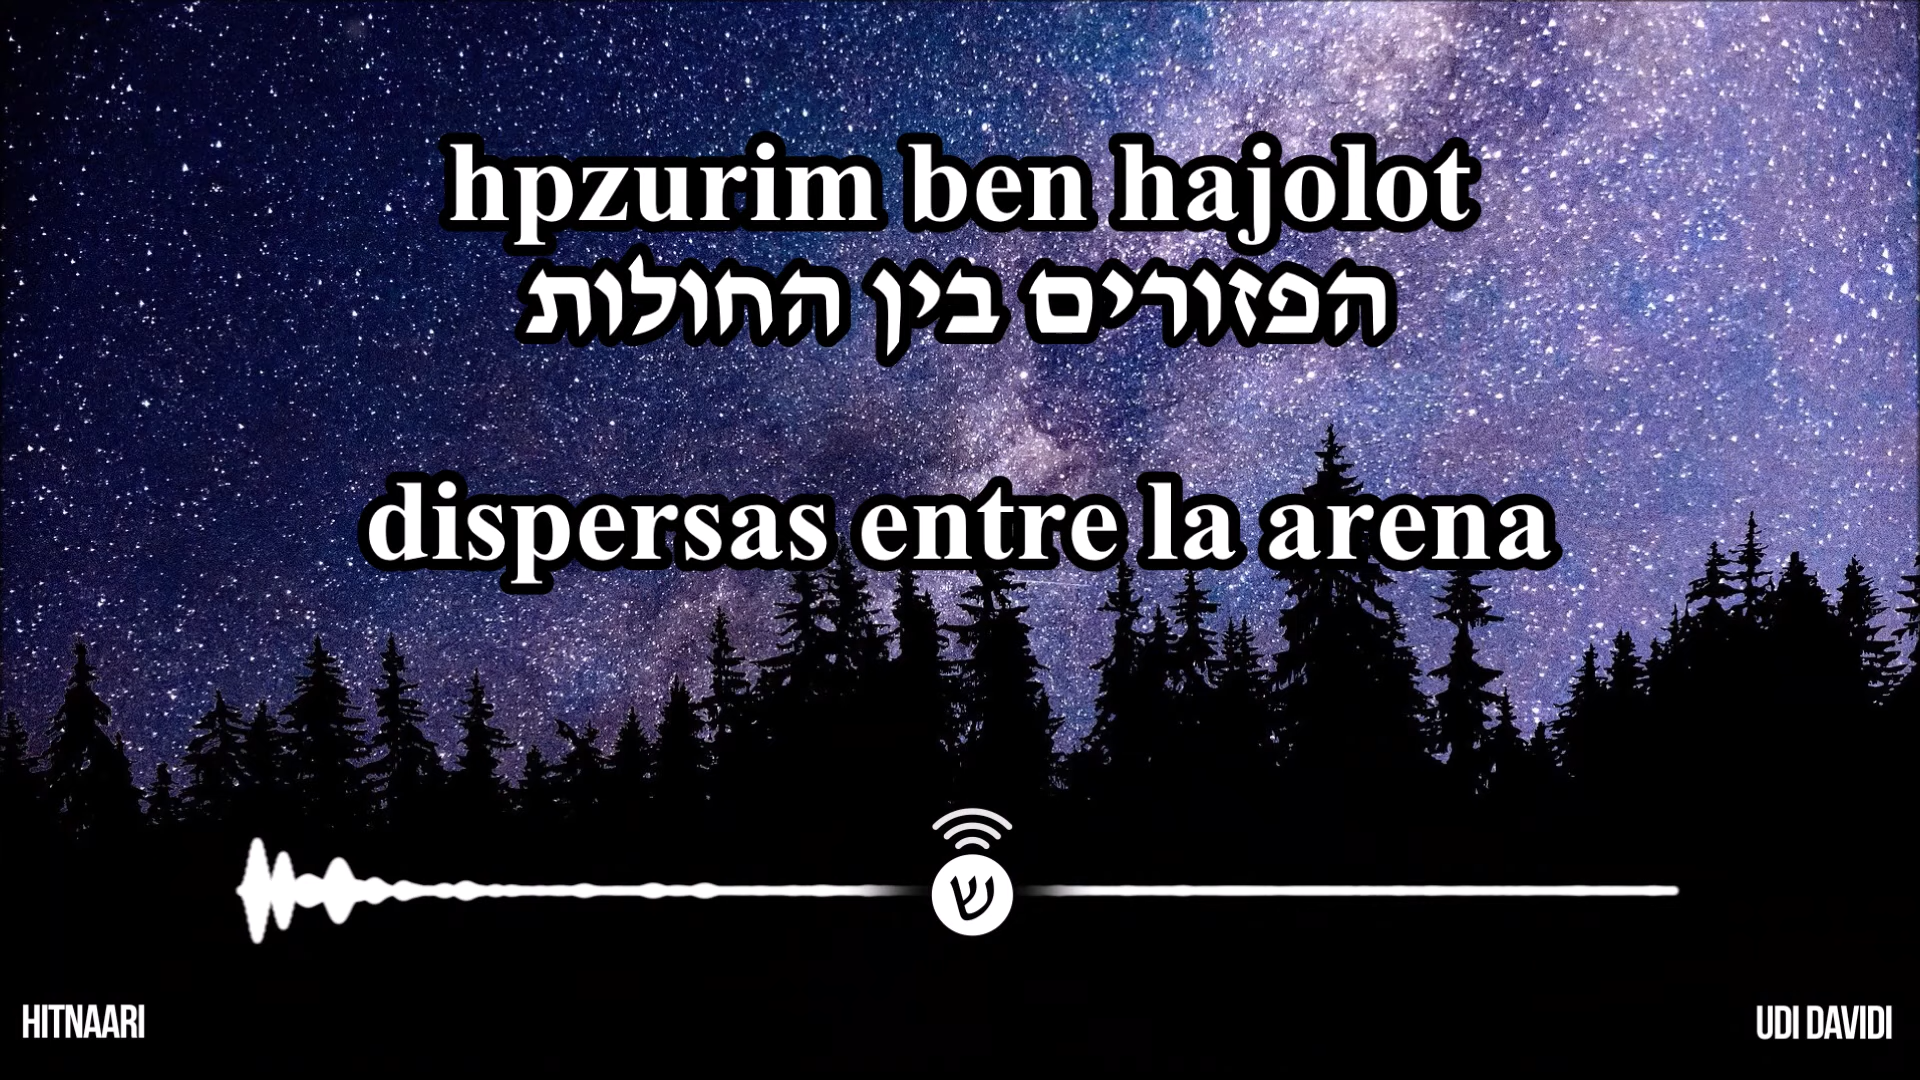 hpzurim ben hajolot
הפזורים בין החולות
dispersas entre la arena
ש
HITNAARI
UDI DAVIDI